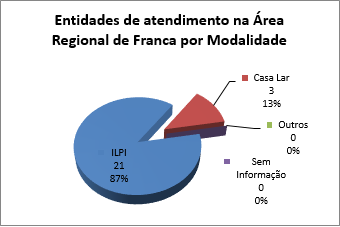 Entidades de atendimento na Área
Regional de Franca por Modalidade
Casa Lar
3
13%
Outros
0
0%
Sem
Informação
0
0%
ILPI
21
87%